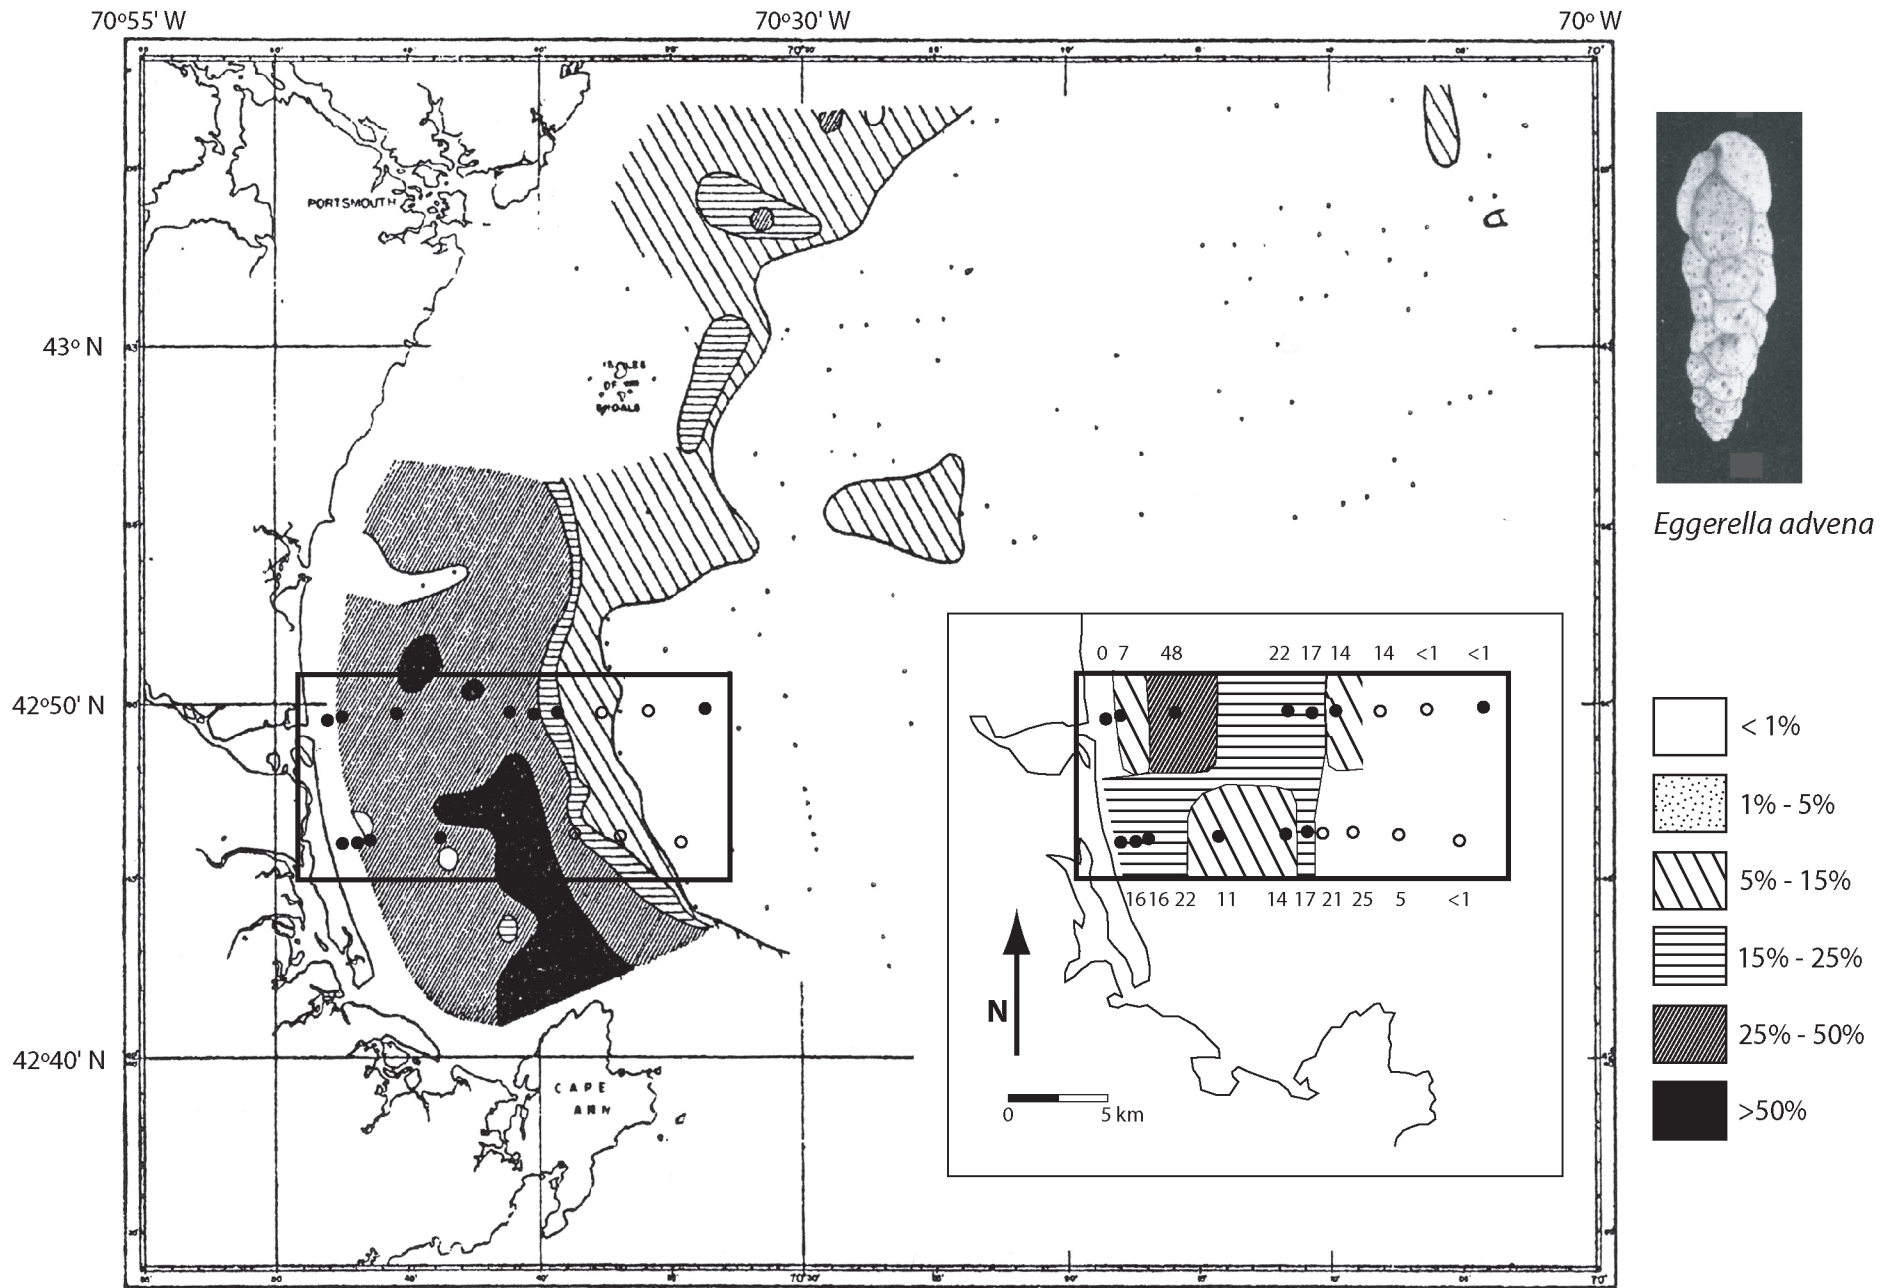 70°55' W 70°30' W 70° W
PORTSMOUTH
43° N
ISLES
OF
SHOALS
Eggerella advena
0 7 48 22 17 14 14 <1 <1
42°50' N
< 1%
1% - 5%
5% - 15%
16 16 22 11 14 17 21 25 5 <1
15% - 25%
N
25% - 50%
42°40' N
CAPE
ANN
0 5 km
>50%